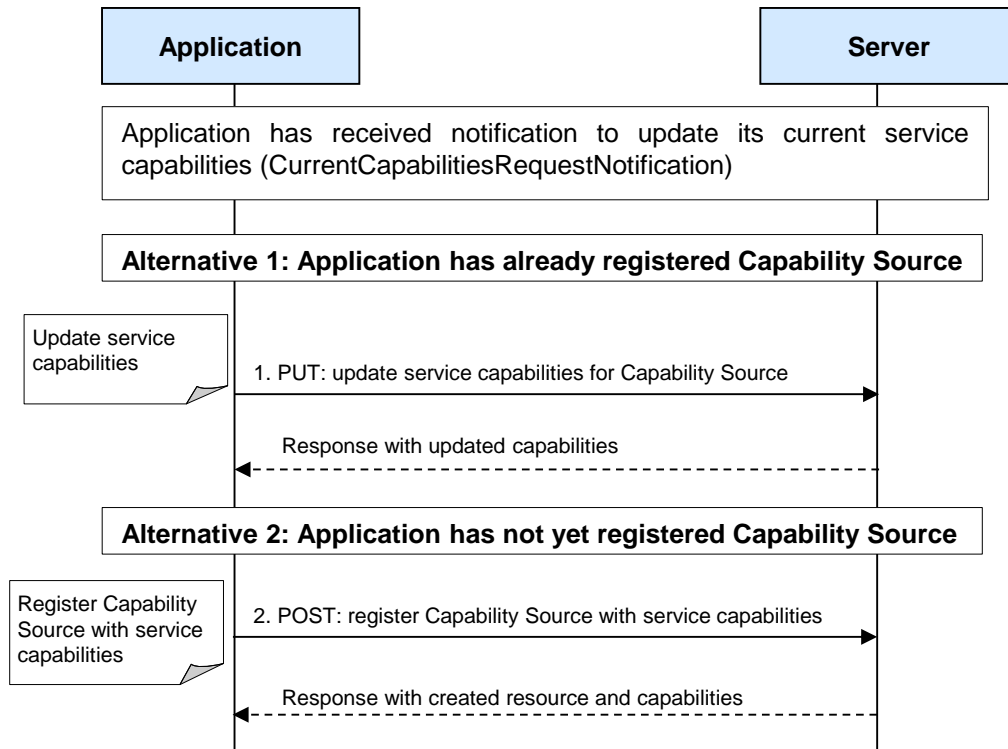 Application
Server
Application has received notification to update its current service
capabilities (CurrentCapabilitiesRequestNotification)
Alternative 1: Application has already registered Capability Source
Update service
capabilities
1. PUT: update service capabilities for Capability Source
Response with updated capabilities
Alternative 2: Application has not yet registered Capability Source
Register Capability
Source with service
capabilities
2. POST: register Capability Source with service capabilities
Response with created resource and capabilities